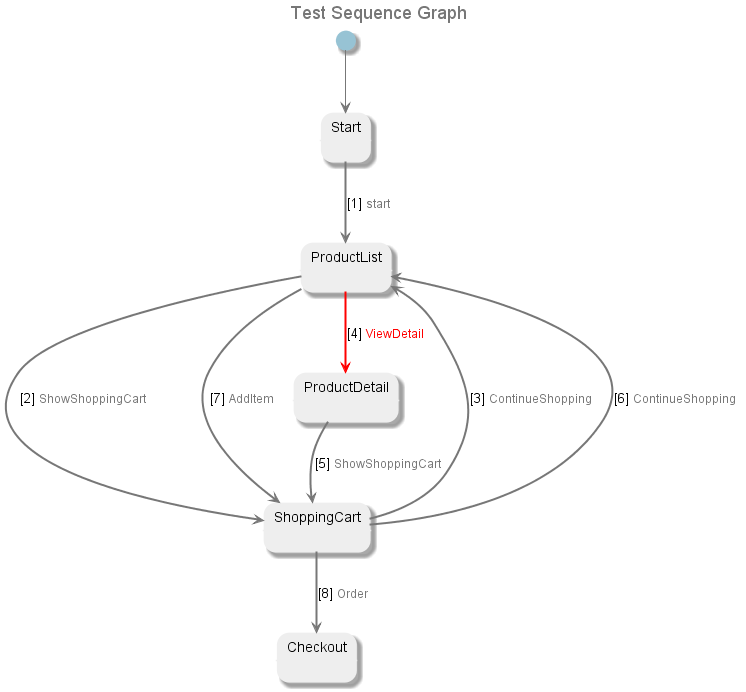 Test Sequence Graph
Start
[1] start
ProductList
[4] ViewDetail
ProductDetail
[2] ShowShoppingCart
[7] AddItem
[3] ContinueShopping
[6] ContinueShopping
[5] ShowShoppingCart
ShoppingCart
[8] Order
Checkout